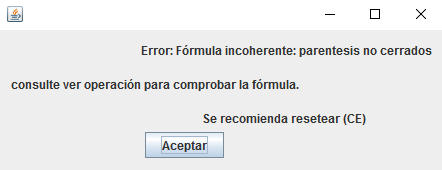 Error: Fórmula incoherente: parentesis no cerrados
consulte ver operación para comprobar la fórmula.
Se recomienda resetear (CE)
Aceptar